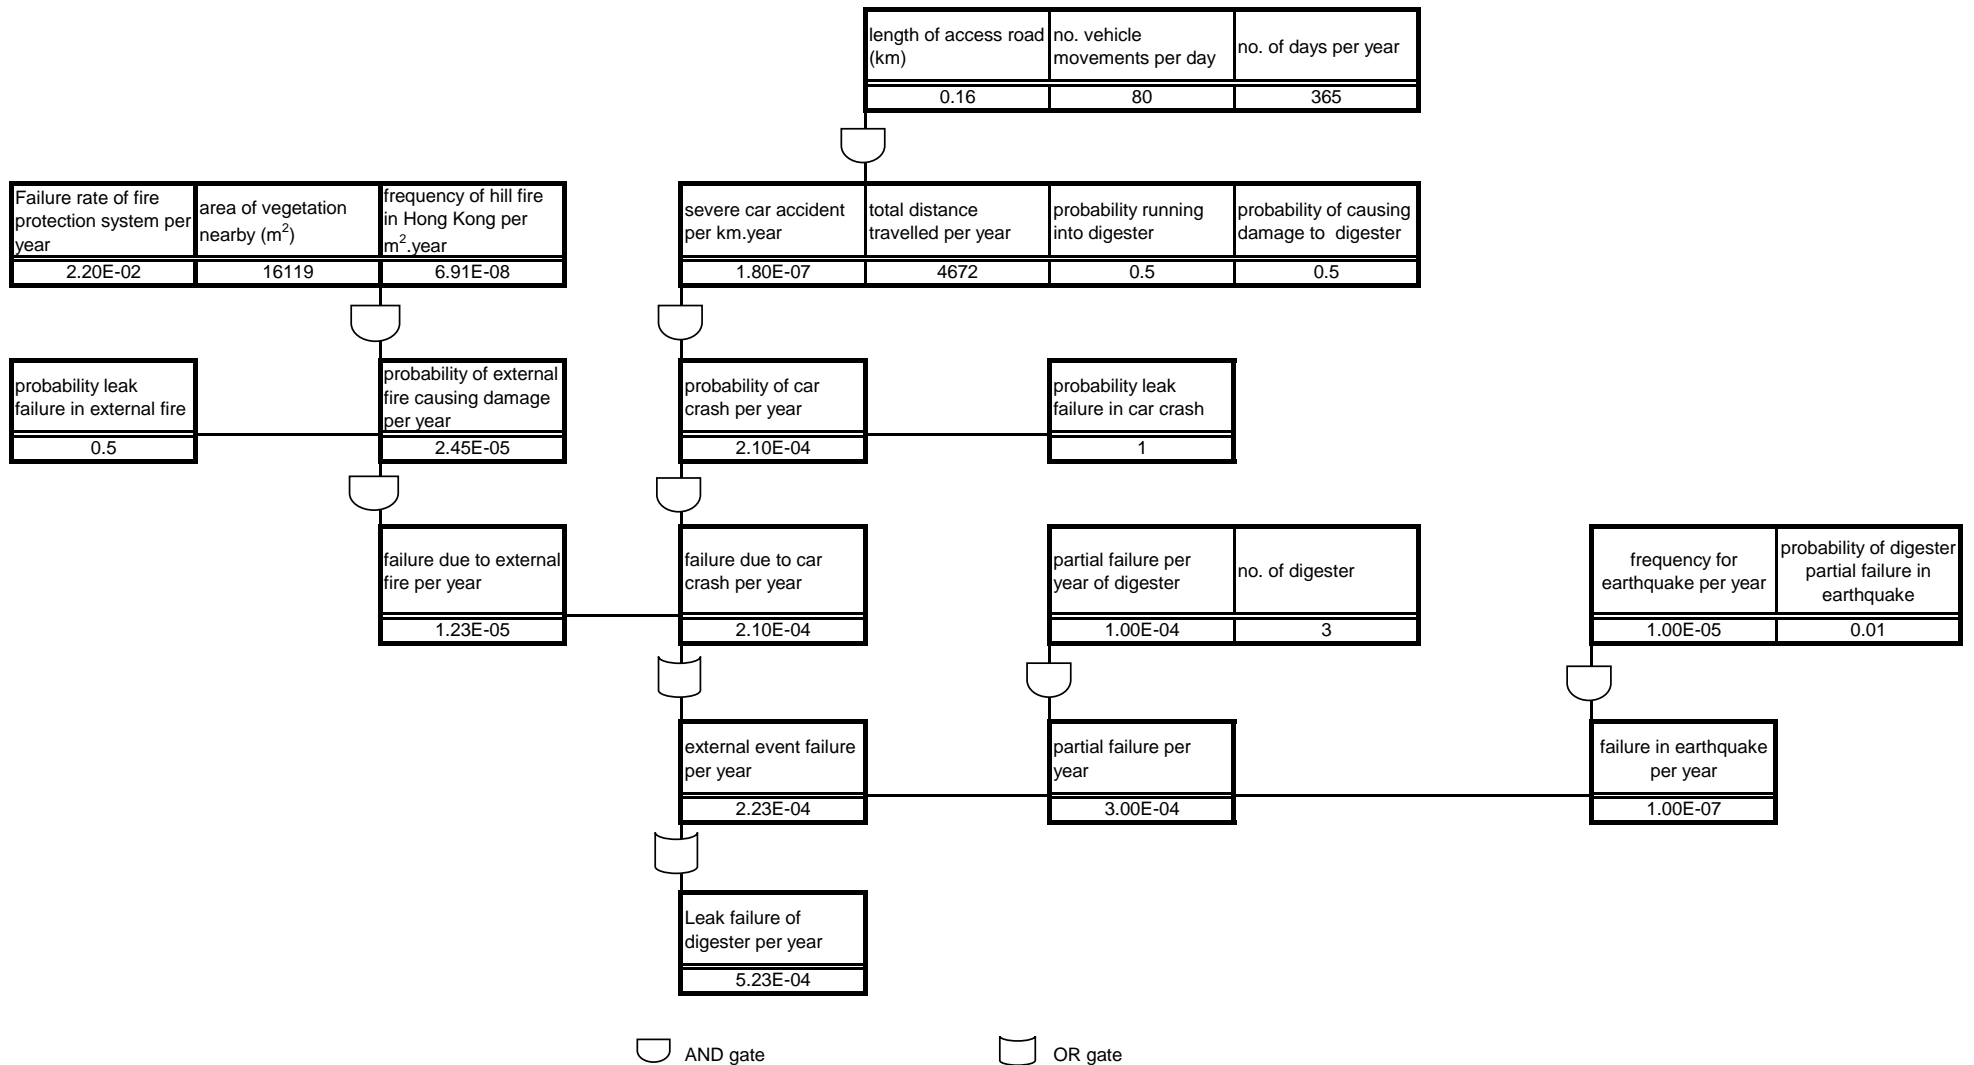 length of access road
(km)
no. vehicle
movements per day
no. of days per year
0.16
80
365
Failure rate of fire
protection system per
year
area of vegetation
nearby (m²)
frequency of hill fire
in Hong Kong per
m².year
2.20E-02
16119
6.91E-08
severe car accident
per km.year
total distance
travelled per year
probability running
into digester
probability of causing
damage to digester
1.80E-07
4672
0.5
0.5
probability leak
failure in external fire
0.5
probability of external
fire causing damage
per year
2.45E-05
probability of car
crash per year
2.10E-04
probability leak
failure in car crash
1
failure due to external
fire per year
1.23E-05
failure due to car
crash per year
2.10E-04
partial failure per
year of digester
no. of digester
1.00E-04
3
frequency for
earthquake per year
probability of digester
partial failure in
earthquake
1.00E-05
0.01
external event failure
per year
2.23E-04
partial failure per
year
3.00E-04
failure in earthquake
per year
1.00E-07
Leak failure of
digester per year
5.23E-04
AND gate
OR gate